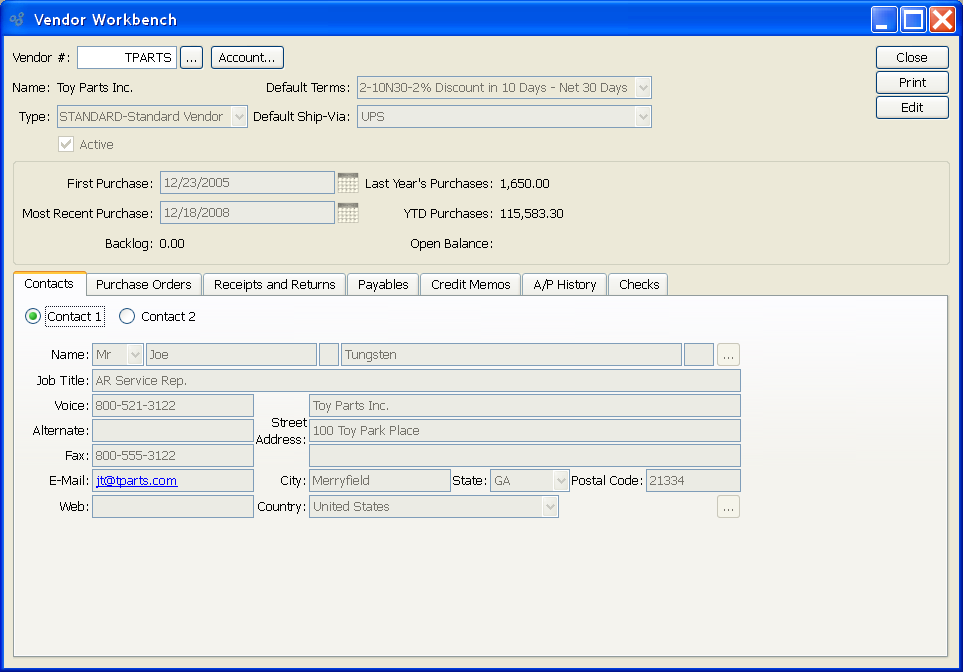 Vendor Workbench
Vendor #: TPARTS ... Account... Close
Print
Name: Toy Parts Inc. Default Terms: 2-10N30-2% Discount in 10 Days - Net 30 Days
Edit
Type: STANDARD-Standard Vendor Default Ship-Via: UPS
Active
First Purchase: 12/23/2005 Last Year's Purchases: 1,650.00
Most Recent Purchase: 12/18/2008 YTD Purchases: 115,583.30
Backlog: 0.00 Open Balance:
Contacts Purchase Orders Receipts and Returns Payables Credit Memos A/P History Checks
Contact 1 Contact 2
Name: Mr Joe Tungsten ...
Job Title: AR Service Rep.
Voice: 800-521-3122 Toy Parts Inc.
Street Address:
Alternate: 100 Toy Park Place
Fax: 800-555-3122
E-Mail: jt@tparts.com City: Merryfield State: GA Postal Code: 21334
Web: Country: United States ...